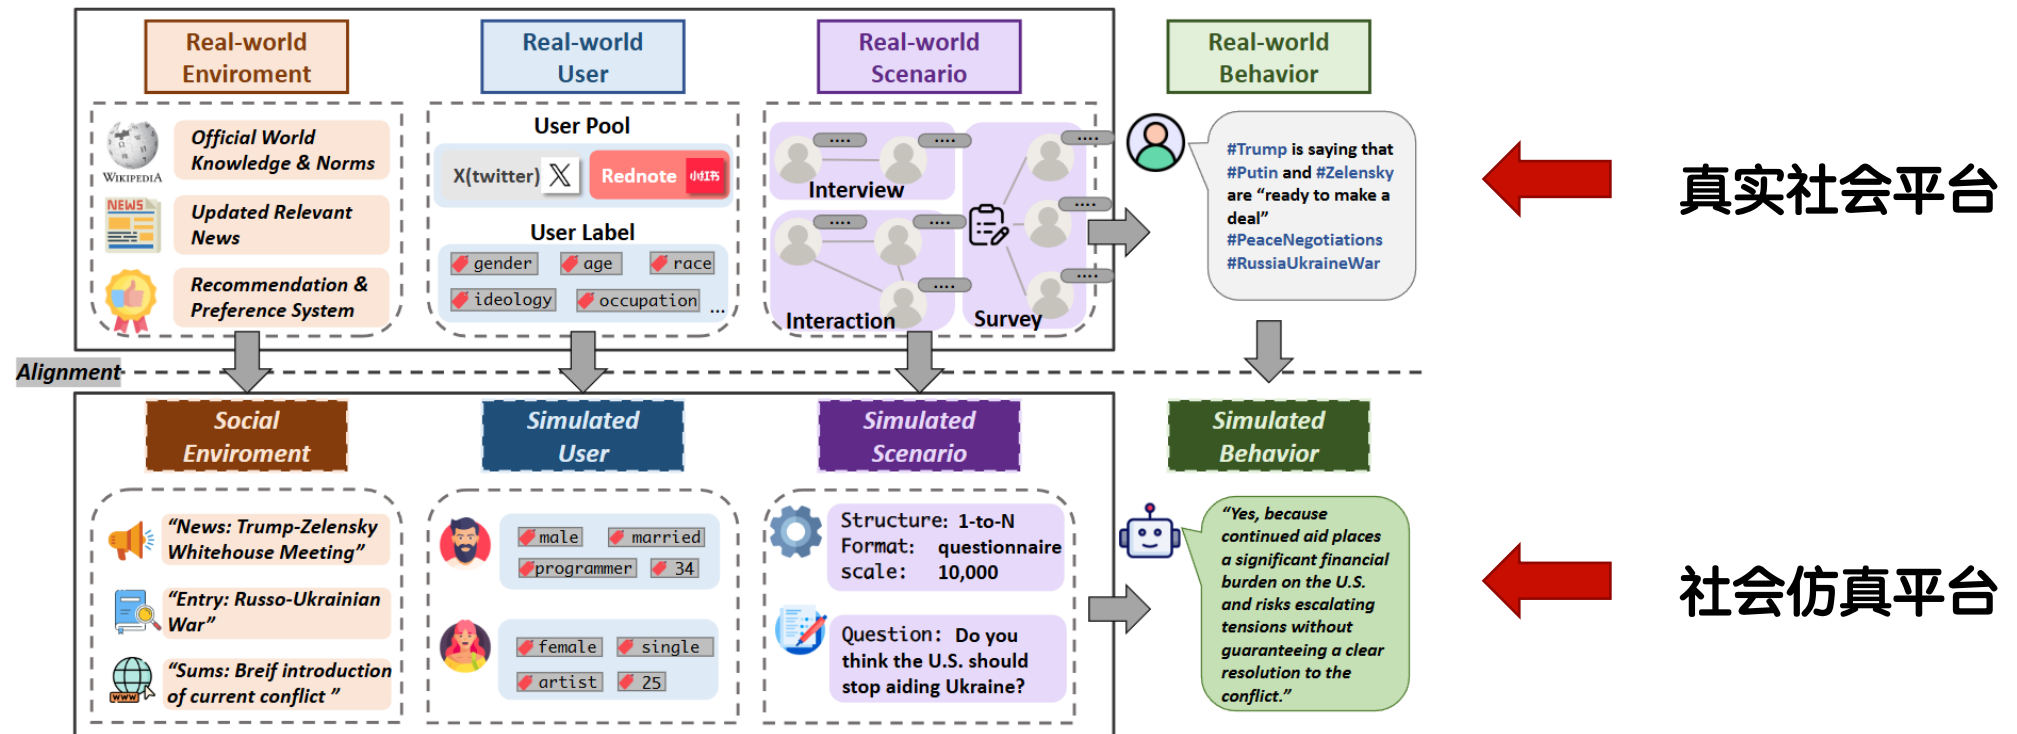 Real-world
Enviroment
Real-world
User
Real-world
Scenario
Real-world
Behavior
WIKIPEDIA
Official World
Knowledge & Norms
NEWS
Updated Relevant
News
Recommendation &
Preference System
User Pool
X(twitter)
Rednote
小红书
User Label
gender
age
race
ideology
occupation
...
....
....
Interview
....
....
....
Interaction
....
....
....
Survey
#Trump is saying that
#Putin and #Zelensky
are “ready to make a
deal”
#PeaceNegotiations
#RussiaUkraineWar
真实社会平台
Alignment
Social
Enviroment
Simulated
User
Simulated
Scenario
Simulated
Behavior
“News: Trump-Zelensky
Whitehouse Meeting”
“Entry: Russo-Ukrainian
War”
WWW
“Sums: Breif introduction
of current conflict ”
male
married
programmer
34
female
single
artist
25
Structure: 1-to-N
Format: questionnaire
scale: 10,000
Question: Do you
think the U.S. should
stop aiding Ukraine?
“Yes, because
continued aid places
a significant financial
burden on the U.S.
and risks escalating
tensions without
guaranteeing a clear
resolution to the
conflict.”
社会仿真平台